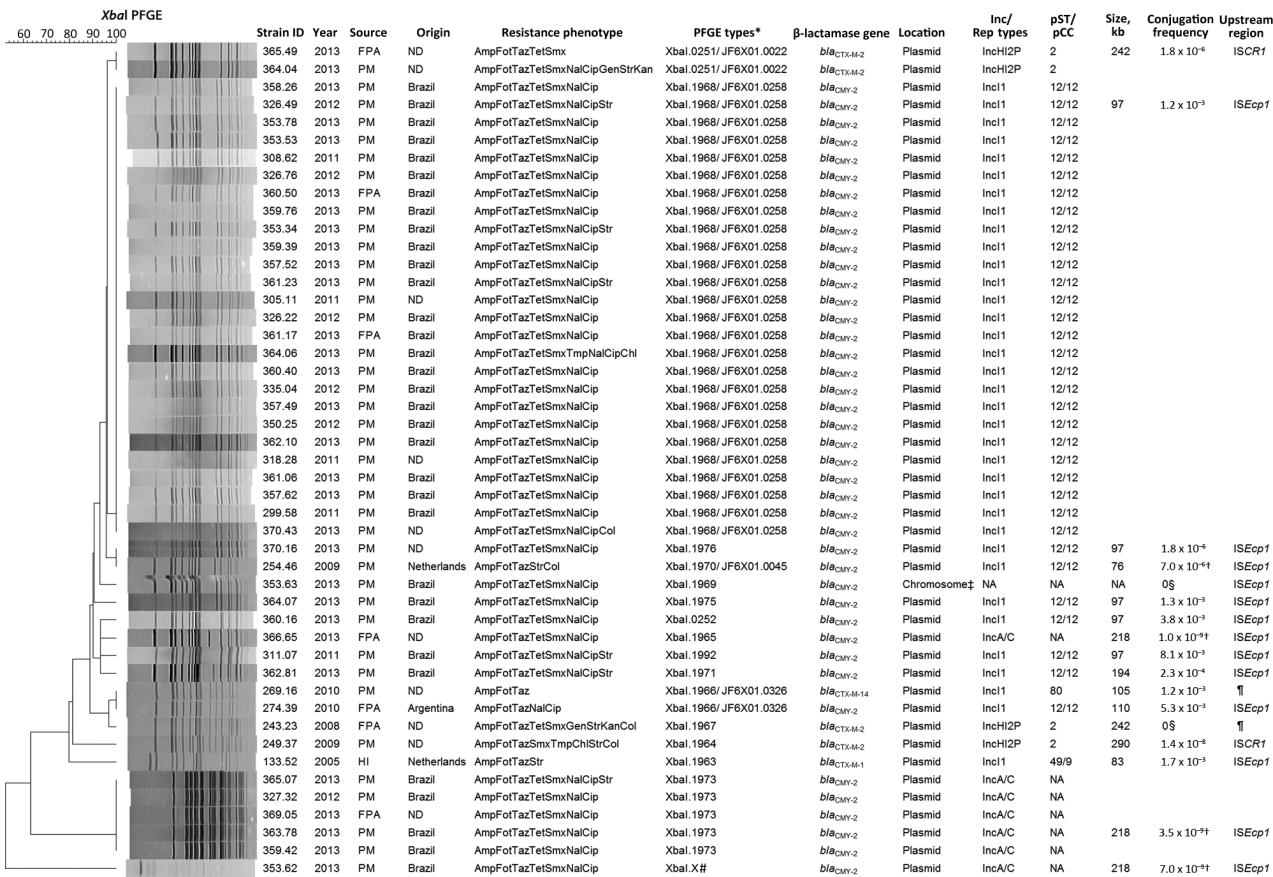 XbaI PFGE
60 70 80 90 100
Strain ID Year Source Origin Resistance phenotype PFGE types* β-lactamase gene Location Inc/ Rep types pST/ pCC Size, kb Conjugation frequency Upstream region
365.49 2013 FPA ND AmpFotTazTetSmx XbaI.0251/ JF6X01.0022 blaCTX-M-2 Plasmid IncHI2P 2 242 1.8 x 10⁻⁶ ISCR1
364.04 2013 PM ND AmpFotTazTetSmxNalCipGenStrKan XbaI.0251/ JF6X01.0022 blaCTX-M-2 Plasmid IncHI2P 2
358.26 2013 PM Brazil AmpFotTazTetSmxNalCip XbaI.1968/ JF6X01.0258 blaCMY-2 Plasmid IncI1 12/12
326.49 2012 PM Brazil AmpFotTazTetSmxNalCipStr XbaI.1968/ JF6X01.0258 blaCMY-2 Plasmid IncI1 12/12 97 1.2 x 10⁻³ ISEcp1
353.78 2013 PM Brazil AmpFotTazTetSmxNalCip XbaI.1968/ JF6X01.0258 blaCMY-2 Plasmid IncI1 12/12
353.53 2013 PM Brazil AmpFotTazTetSmxNalCip XbaI.1968/ JF6X01.0258 blaCMY-2 Plasmid IncI1 12/12
308.62 2011 PM Brazil AmpFotTazTetSmxNalCip XbaI.1968/ JF6X01.0258 blaCMY-2 Plasmid IncI1 12/12
326.76 2012 PM Brazil AmpFotTazTetSmxNalCip XbaI.1968/ JF6X01.0258 blaCMY-2 Plasmid IncI1 12/12
360.50 2013 FPA Brazil AmpFotTazTetSmxNalCip XbaI.1968/ JF6X01.0258 blaCMY-2 Plasmid IncI1 12/12
359.76 2013 PM Brazil AmpFotTazTetSmxNalCip XbaI.1968/ JF6X01.0258 blaCMY-2 Plasmid IncI1 12/12
353.34 2013 PM Brazil AmpFotTazTetSmxNalCipStr XbaI.1968/ JF6X01.0258 blaCMY-2 Plasmid IncI1 12/12
359.39 2013 PM Brazil AmpFotTazTetSmxNalCip XbaI.1968/ JF6X01.0258 blaCMY-2 Plasmid IncI1 12/12
357.52 2013 PM Brazil AmpFotTazTetSmxNalCip XbaI.1968/ JF6X01.0258 blaCMY-2 Plasmid IncI1 12/12
361.23 2013 PM Brazil AmpFotTazTetSmxNalCipStr XbaI.1968/ JF6X01.0258 blaCMY-2 Plasmid IncI1 12/12
305.11 2011 PM ND AmpFotTazTetSmxNalCip XbaI.1968/ JF6X01.0258 blaCMY-2 Plasmid IncI1 12/12
326.22 2012 PM Brazil AmpFotTazTetSmxNalCip XbaI.1968/ JF6X01.0258 blaCMY-2 Plasmid IncI1 12/12
361.17 2013 FPA Brazil AmpFotTazTetSmxNalCip XbaI.1968/ JF6X01.0258 blaCMY-2 Plasmid IncI1 12/12
364.06 2013 PM Brazil AmpFotTazTetSmxTmpNalCipChl XbaI.1968/ JF6X01.0258 blaCMY-2 Plasmid IncI1 12/12
360.40 2013 PM Brazil AmpFotTazTetSmxNalCip XbaI.1968/ JF6X01.0258 blaCMY-2 Plasmid IncI1 12/12
335.04 2012 PM Brazil AmpFotTazTetSmxNalCip XbaI.1968/ JF6X01.0258 blaCMY-2 Plasmid IncI1 12/12
357.49 2013 PM Brazil AmpFotTazTetSmxNalCip XbaI.1968/ JF6X01.0258 blaCMY-2 Plasmid IncI1 12/12
350.25 2012 PM Brazil AmpFotTazTetSmxNalCip XbaI.1968/ JF6X01.0258 blaCMY-2 Plasmid IncI1 12/12
362.10 2013 PM Brazil AmpFotTazTetSmxNalCip XbaI.1968/ JF6X01.0258 blaCMY-2 Plasmid IncI1 12/12
318.28 2011 PM ND AmpFotTazTetSmxNalCip XbaI.1968/ JF6X01.0258 blaCMY-2 Plasmid IncI1 12/12
361.06 2013 PM Brazil AmpFotTazTetSmxNalCip XbaI.1968/ JF6X01.0258 blaCMY-2 Plasmid IncI1 12/12
357.62 2013 PM Brazil AmpFotTazTetSmxNalCip XbaI.1968/ JF6X01.0258 blaCMY-2 Plasmid IncI1 12/12
299.58 2011 PM Brazil AmpFotTazTetSmxNalCip XbaI.1968/ JF6X01.0258 blaCMY-2 Plasmid IncI1 12/12
370.43 2013 PM ND AmpFotTazTetSmxNalCipCol XbaI.1968/ JF6X01.0258 blaCMY-2 Plasmid IncI1 12/12
370.16 2013 PM ND AmpFotTazTetSmxNalCip XbaI.1976 blaCMY-2 Plasmid IncI1 12/12 97 1.8 x 10⁻⁶ ISEcp1
254.46 2009 PM Netherlands AmpFotTazStrCol XbaI.1970/ JF6X01.0045 blaCMY-2 Plasmid IncI1 12/12 76 7.0 x 10⁻⁶† ISEcp1
353.63 2013 PM Brazil AmpFotTazTetSmxNalCip XbaI.1969 blaCMY-2 Chromosome‡ NA NA NA 0§ ISEcp1
364.07 2013 PM Brazil AmpFotTazTetSmxNalCip XbaI.1975 blaCMY-2 Plasmid IncI1 12/12 97 1.3 x 10⁻³ ISEcp1
360.16 2013 PM Brazil AmpFotTazTetSmxNalCip XbaI.0252 blaCMY-2 Plasmid IncI1 12/12 97 3.8 x 10⁻³ ISEcp1
366.65 2013 FPA ND AmpFotTazTetSmxNalCip XbaI.1965 blaCMY-2 Plasmid IncA/C NA 218 1.0 x 10⁻⁹† ISEcp1
311.07 2011 PM Brazil AmpFotTazTetSmxNalCipStr XbaI.1992 blaCMY-2 Plasmid IncI1 12/12 97 8.1 x 10⁻³ ISEcp1
362.81 2013 PM Brazil AmpFotTazTetSmxNalCipStr XbaI.1971 blaCMY-2 Plasmid IncI1 12/12 194 2.3 x 10⁻⁴ ISEcp1
269.16 2010 PM ND AmpFotTaz XbaI.1966/JF6X01.0326 blaCTX-M-14 Plasmid IncI1 80 105 1.2 x 10⁻³ ¶
274.39 2010 FPA Argentina AmpFotTazNalCip XbaI.1966/JF6X01.0326 blaCMY-2 Plasmid IncI1 12/12 110 5.3 x 10⁻³ ISEcp1
243.23 2008 FPA ND AmpFotTazTetSmxGenStrKanCol XbaI.1967 blaCTX-M-2 Plasmid IncHI2P 2 242 0§ ¶
249.37 2009 PM ND AmpFotTazSmxTmpChlStrCol XbaI.1964 blaCTX-M-2 Plasmid IncHI2P 2 290 1.4 x 10⁻⁸ ISCR1
133.52 2005 HI Netherlands AmpFotTazStr XbaI.1963 blaCTX-M-1 Plasmid IncI1 49/9 83 1.7 x 10⁻³ ISEcp1
365.07 2013 PM Brazil AmpFotTazTetSmxNalCipStr XbaI.1973 blaCMY-2 Plasmid IncA/C NA
327.32 2012 PM Brazil AmpFotTazTetSmxNalCip XbaI.1973 blaCMY-2 Plasmid IncA/C NA
369.05 2013 FPA ND AmpFotTazTetSmxNalCip XbaI.1973 blaCMY-2 Plasmid IncA/C NA
363.78 2013 PM Brazil AmpFotTazTetSmxNalCip XbaI.1973 blaCMY-2 Plasmid IncA/C NA 218 3.5 x 10⁻⁹† ISEcp1
359.42 2013 PM Brazil AmpFotTazTetSmxNalCip XbaI.1973 blaCMY-2 Plasmid IncA/C NA
353.62 2013 PM Brazil AmpFotTazTetSmxNalCip XbaI.X# blaCMY-2 Plasmid IncA/C NA 218 7.0 x 10⁻⁹† ISEcp1